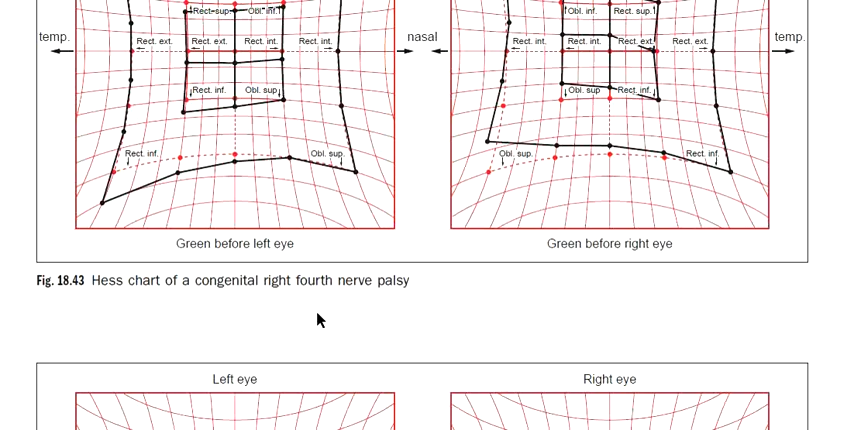 Rect. sup. Obl. inf.
Obl. inf. Rect. sup.
temp. nasal temp.
Rect. ext. Rect. ext. Rect. int. Rect. int.
Rect. int. Rect. int. Rect. ext. Rect. ext.
Rect. inf. Obl. sup.
Obl. sup Rect. inf.
Rect. inf. Obl. sup.
Obl. sup. Rect. inf.
Green before left eye Green before right eye
Fig. 18.43 Hess chart of a congenital right fourth nerve palsy
Left eye Right eye